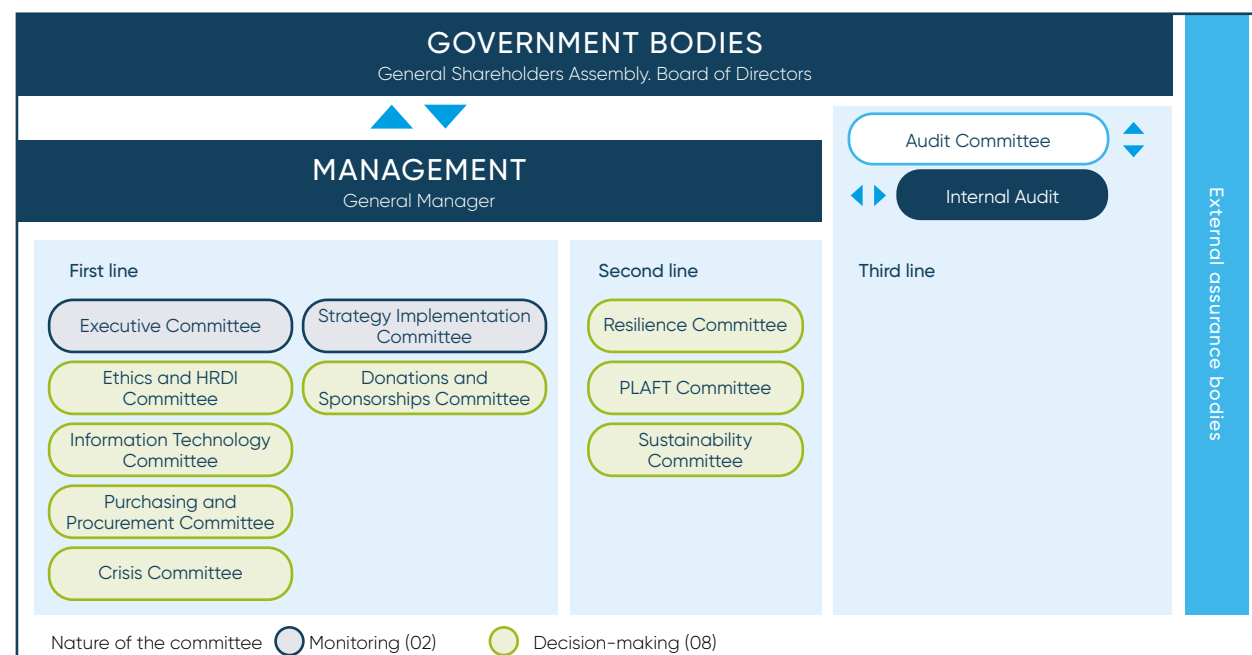 GOVERNMENT BODIES
General Shareholders Assembly. Board of Directors
MANAGEMENT
General Manager
Audit Committee
Internal Audit
External assurance bodies
First line
Executive Committee
Strategy Implementation
Committee
Ethics and HRDI
Committee
Donations and
Sponsorships Committee
Information Technology
Committee
Purchasing and
Procurement Committee
Crisis Committee
Second line
Resilience Committee
PLAFT Committee
Sustainability
Committee
Third line
Nature of the committee Monitoring (02) Decision-making (08)